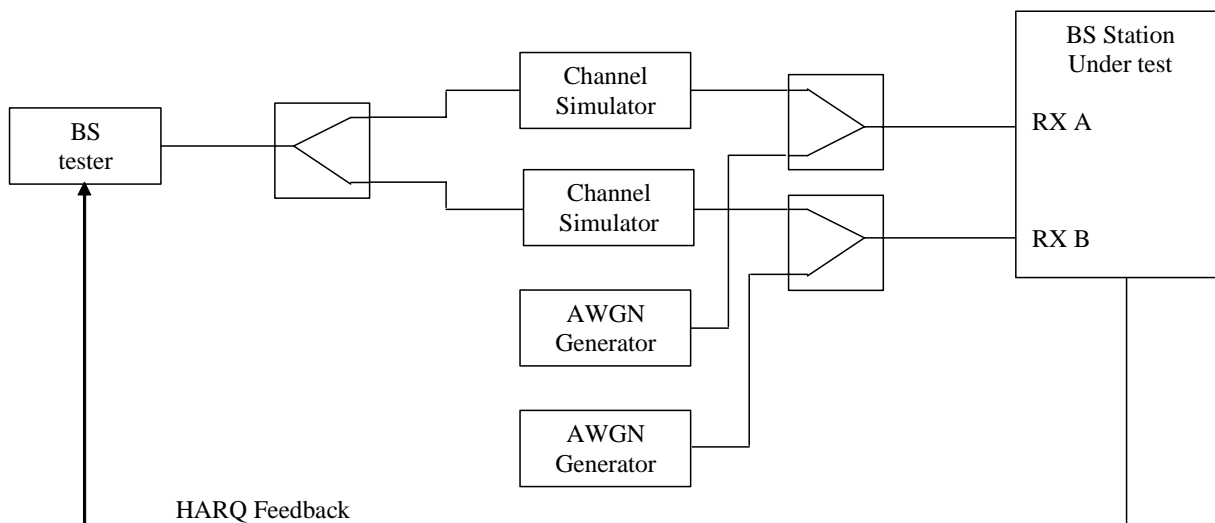 BS
tester
Channel
Simulator
Channel
Simulator
AWGN
Generator
AWGN
Generator
BS Station
Under test
RX A
RX B
HARQ Feedback